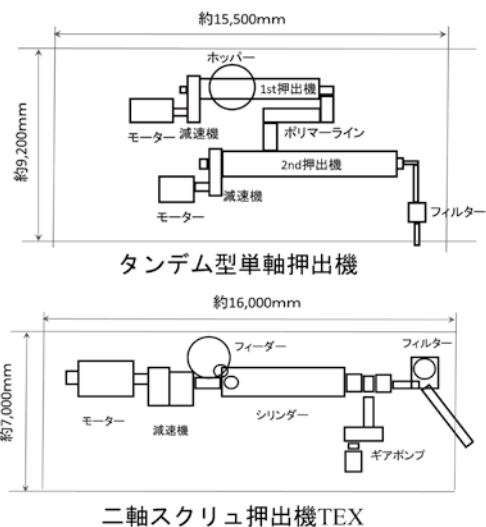 約15,500mm
ホッパー
1st押出機
モーター
減速機
ポリマーライン
約9,200mm
2nd押出機
減速機
モーター
フィルター
タンデム型単軸押出機
約16,000mm
フィーダー
フィルター
約7,000mm
モーター
減速機
シリンダー
ギアポンプ
二軸スクリュ押出機TEX